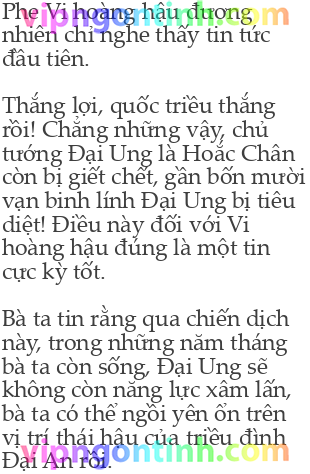 Phe Vi hoàng hậu đương
nhiên chỉ nghe thấy tin tức
đầu tiên.
Thắng lợi, quốc triều thắng
rồi! Chẳng những vậy, chủ
tướng Đại Ung là Hoắc Chân
còn bị giết chết, gần bốn mươi
vạn binh lính Đại Ung bị tiêu
diệt! Điều này đối với Vi
hoàng hậu đúng là một tin
cực kỳ tốt.
Bà ta tin rằng qua chiến dịch
này, trong những năm tháng
bà ta còn sống, Đại Ung sẽ
không còn năng lực xâm lấn,
bà ta có thể ngồi yên ổn trên
vị trí thái hậu của triều đình
Đại An rồi.
vipngontinh.com
vipngontinh.com